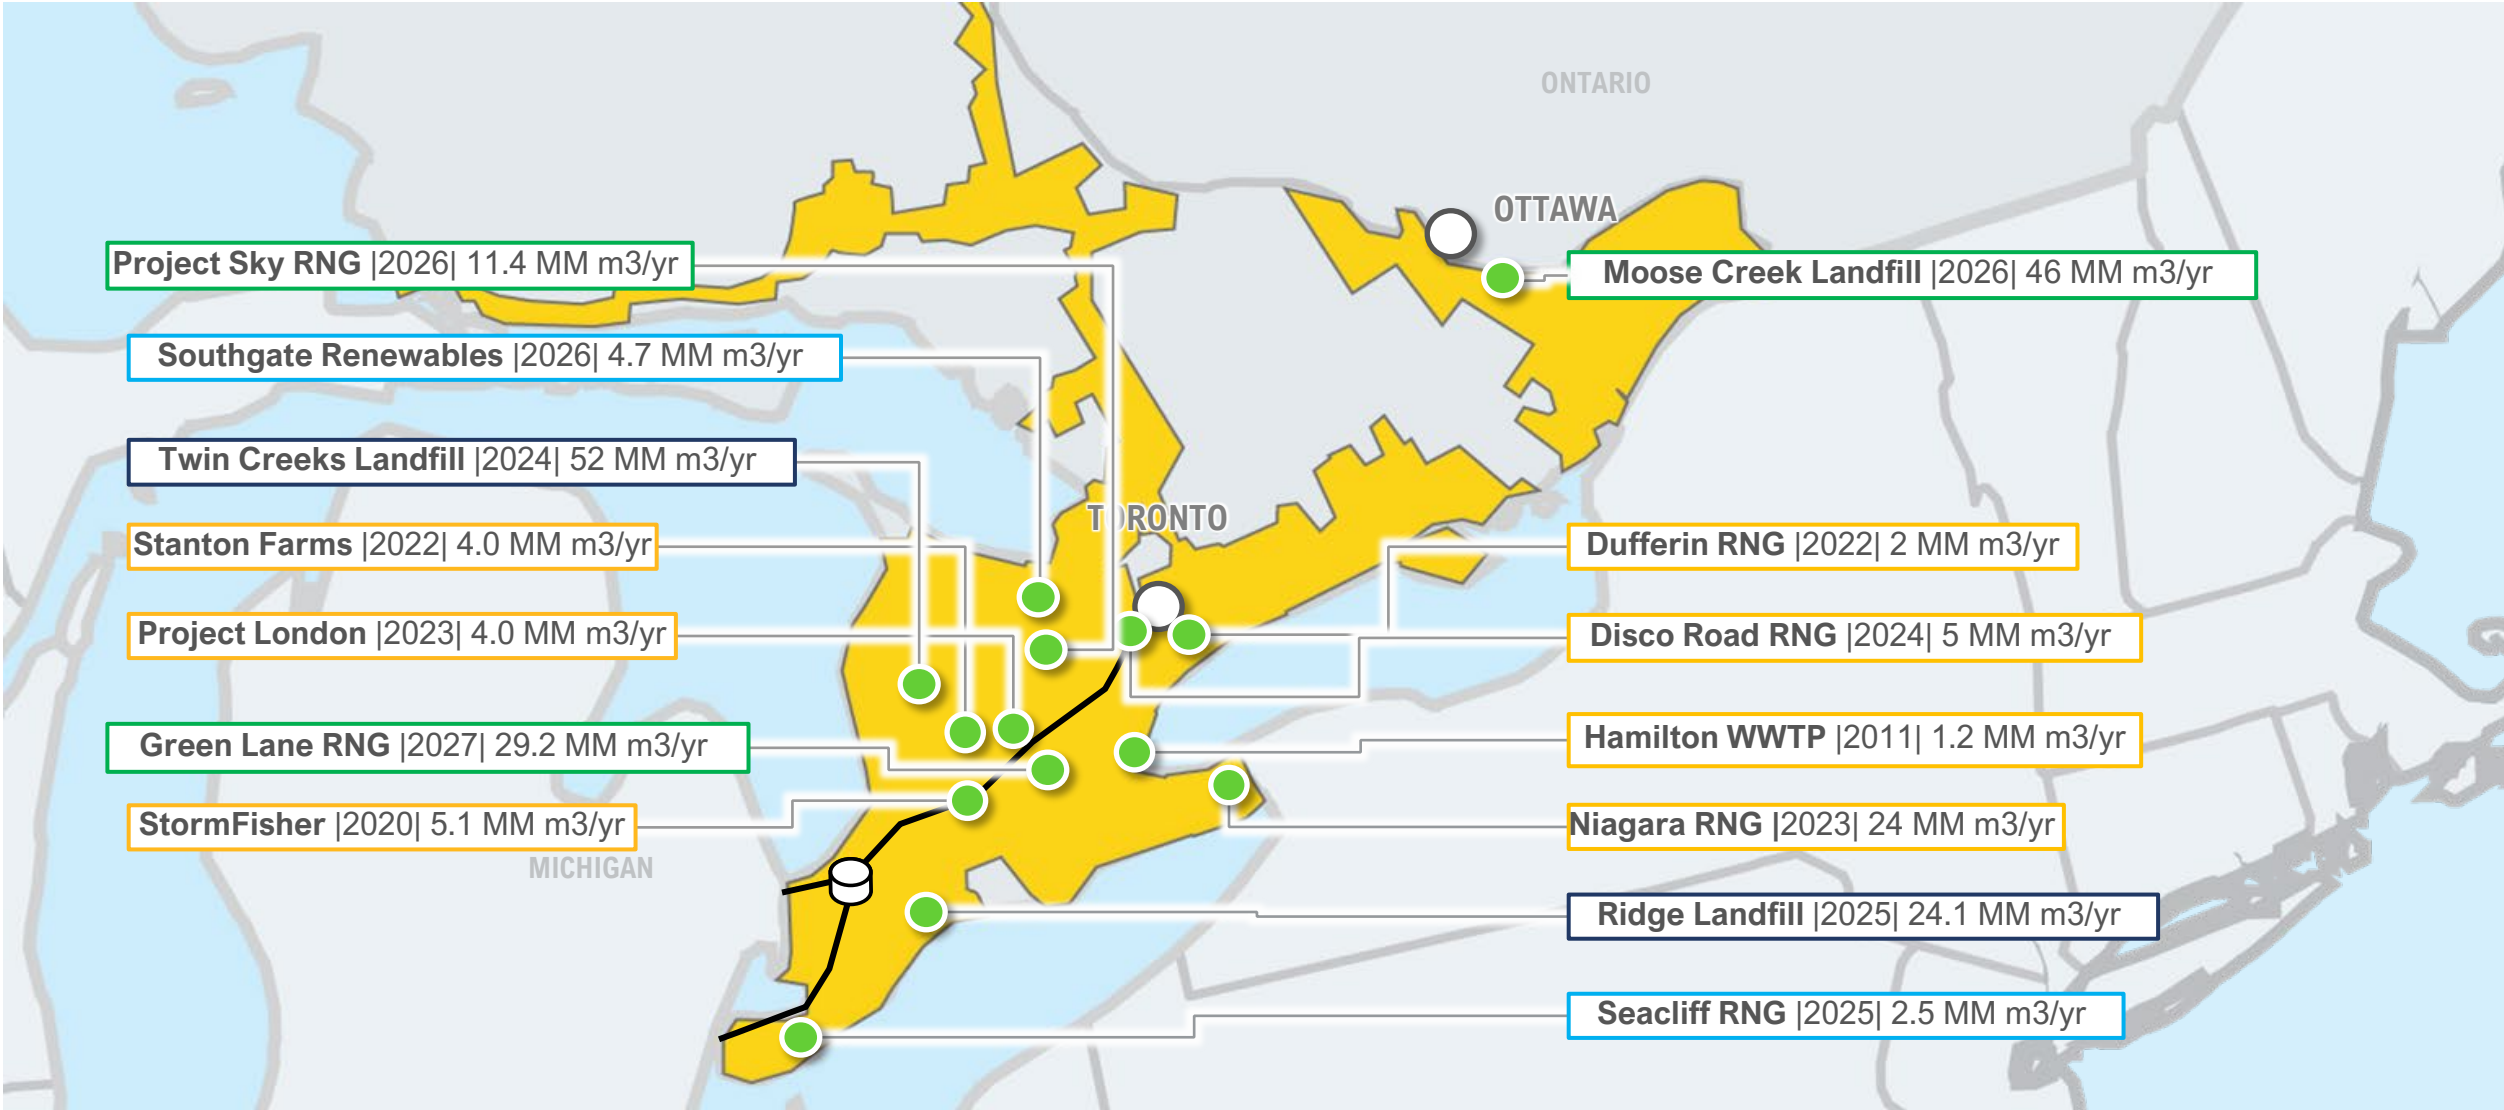 ONTARIO
OTTAWA
Project Sky RNG |2026| 11.4 MM m3/yr
Moose Creek Landfill |2026| 46 MM m3/yr
Southgate Renewables |2026| 4.7 MM m3/yr
Twin Creeks Landfill |2024| 52 MM m3/yr
TORONTO
Stanton Farms |2022| 4.0 MM m3/yr
Dufferin RNG |2022| 2 MM m3/yr
Project London |2023| 4.0 MM m3/yr
Disco Road RNG |2024| 5 MM m3/yr
Green Lane RNG |2027| 29.2 MM m3/yr
Hamilton WWTP |2011| 1.2 MM m3/yr
StormFisher |2020| 5.1 MM m3/yr
Niagara RNG |2023| 24 MM m3/yr
MICHIGAN
Ridge Landfill |2025| 24.1 MM m3/yr
Seacliff RNG |2025| 2.5 MM m3/yr